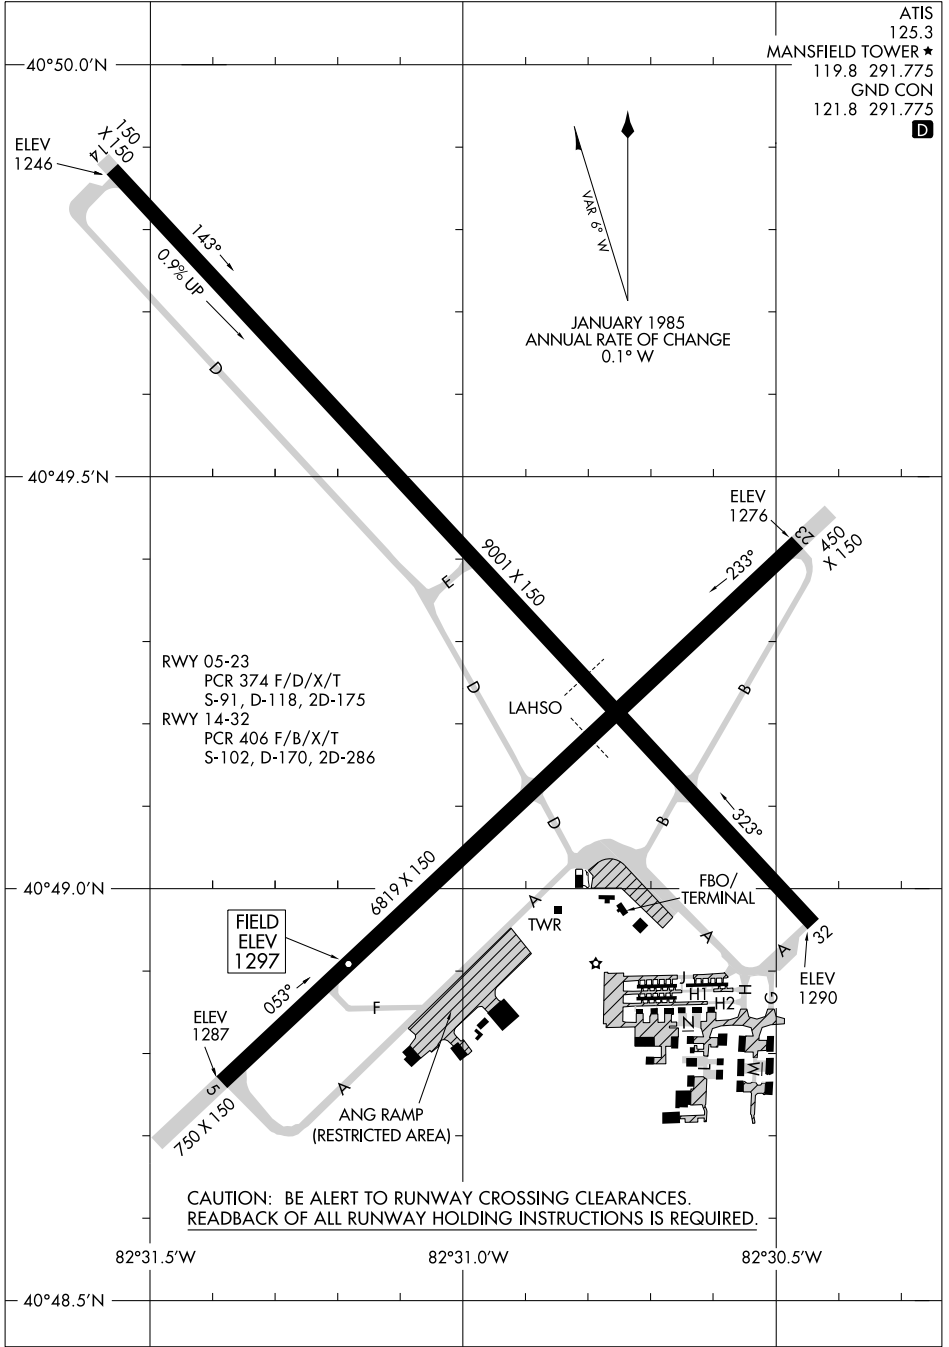 ATIS
125.3
MANSFIELD TOWER ★
119.8 291.775
GND CON
121.8 291.775
D
40°50.0'N
150
X 150
14
ELEV
1246
VAR 6° W
143°
0.9% UP
JANUARY 1985
ANNUAL RATE OF CHANGE
0.1° W
D
40°49.5'N
ELEV
1276
23
450
X 150
9001 X 150
233°
E
RWY 05-23
PCR 374 F/D/X/T
S-91, D-118, 2D-175
RWY 14-32
PCR 406 F/B/X/T
S-102, D-170, 2D-286
D
B
LAHSO
D
B
323°
40°49.0'N
6819 X 150
FBO/
TERMINAL
A
TWR
FIELD
ELEV
1297
A
A
32
ELEV
1290
053°
J
H1
H
H2
G
F
N
ELEV
1287
L
W
5
A
750 X 150
ANG RAMP
(RESTRICTED AREA)
CAUTION: BE ALERT TO RUNWAY CROSSING CLEARANCES.
READBACK OF ALL RUNWAY HOLDING INSTRUCTIONS IS REQUIRED.
82°31.5'W
82°31.0'W
82°30.5'W
40°48.5'N